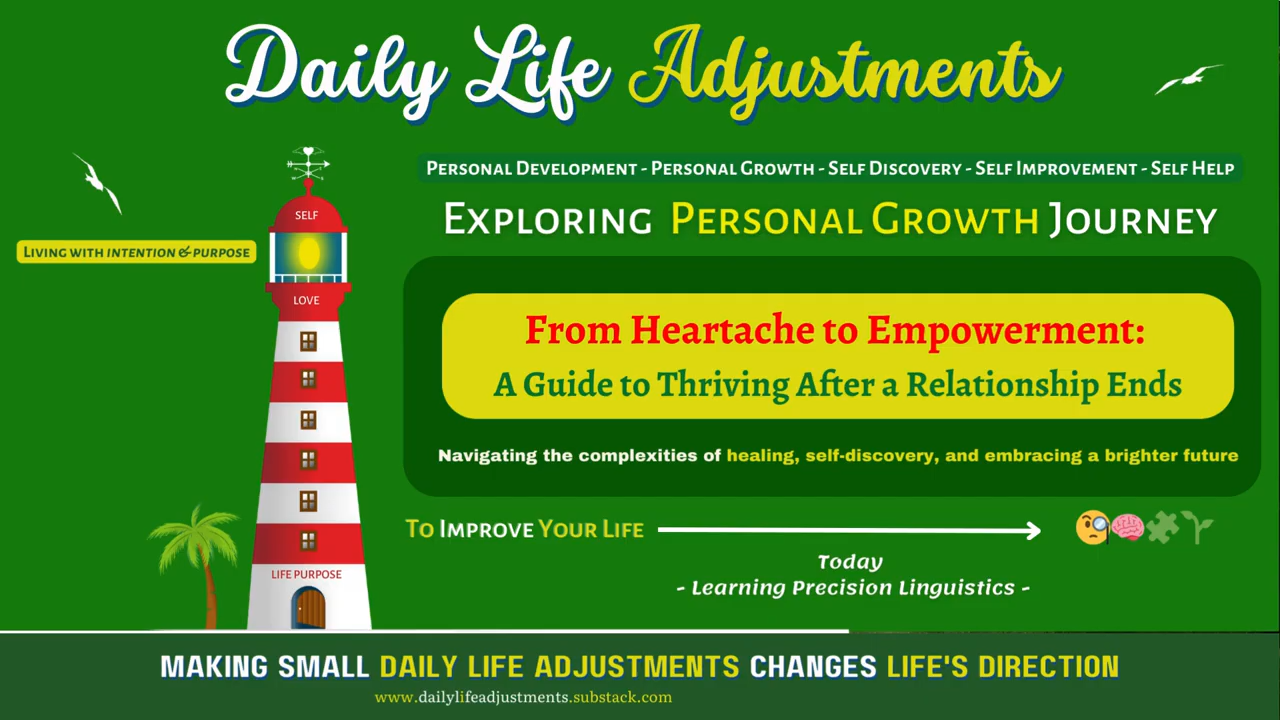 Daily Life Adjustments
Personal Development - Personal Growth - Self Discovery - Self Improvement - Self Help
Exploring Personal Growth Journey
SELF
Living with intention & purpose
LOVE
From Heartache to Empowerment:
A Guide to Thriving After a Relationship Ends
Navigating the complexities of healing, self-discovery, and embracing a brighter future
To Improve Your Life
Today
- Learning Precision Linguistics -
LIFE PURPOSE
MAKING SMALL DAILY LIFE ADJUSTMENTS CHANGES LIFE'S DIRECTION
www.dailylifeadjustments.substack.com